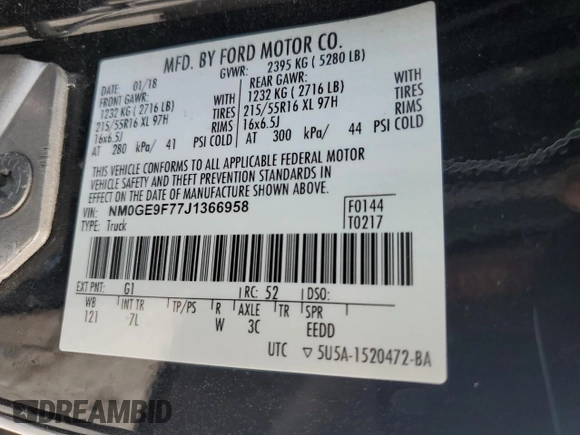 MFD. BY FORD MOTOR CO.
DATE: 01/18 GVWR: 2395 KG ( 5280 LB)
FRONT GAWR: REAR GAWR:
1232 KG ( 2716 LB) WITH 1232 KG ( 2716 LB) WITH
215/55R16 XL 97H TIRES 215/55R16 XL 97H TIRES
16x6.5J RIMS 16x6.5J RIMS
AT 280 kPa/ 41 PSI COLD AT 300 kPa/ 44 PSI COLD
THIS VEHICLE CONFORMS TO ALL APPLICABLE FEDERAL MOTOR
VEHICLE SAFETY AND THEFT PREVENTION STANDARDS IN
EFFECT ON THE DATE OF MANUFACTURE SHOWN ABOVE.
VIN: NM0GE9F77J1366958 F0144
TYPE: Truck T0217
EXT PNT: G1 RC: 52 DSO:
WB INT TR TP/PS R AXLE TR SPR
121 7L W 3C EEDD
UTC ▽ 5U5A-1520472-BA
DREAMBID